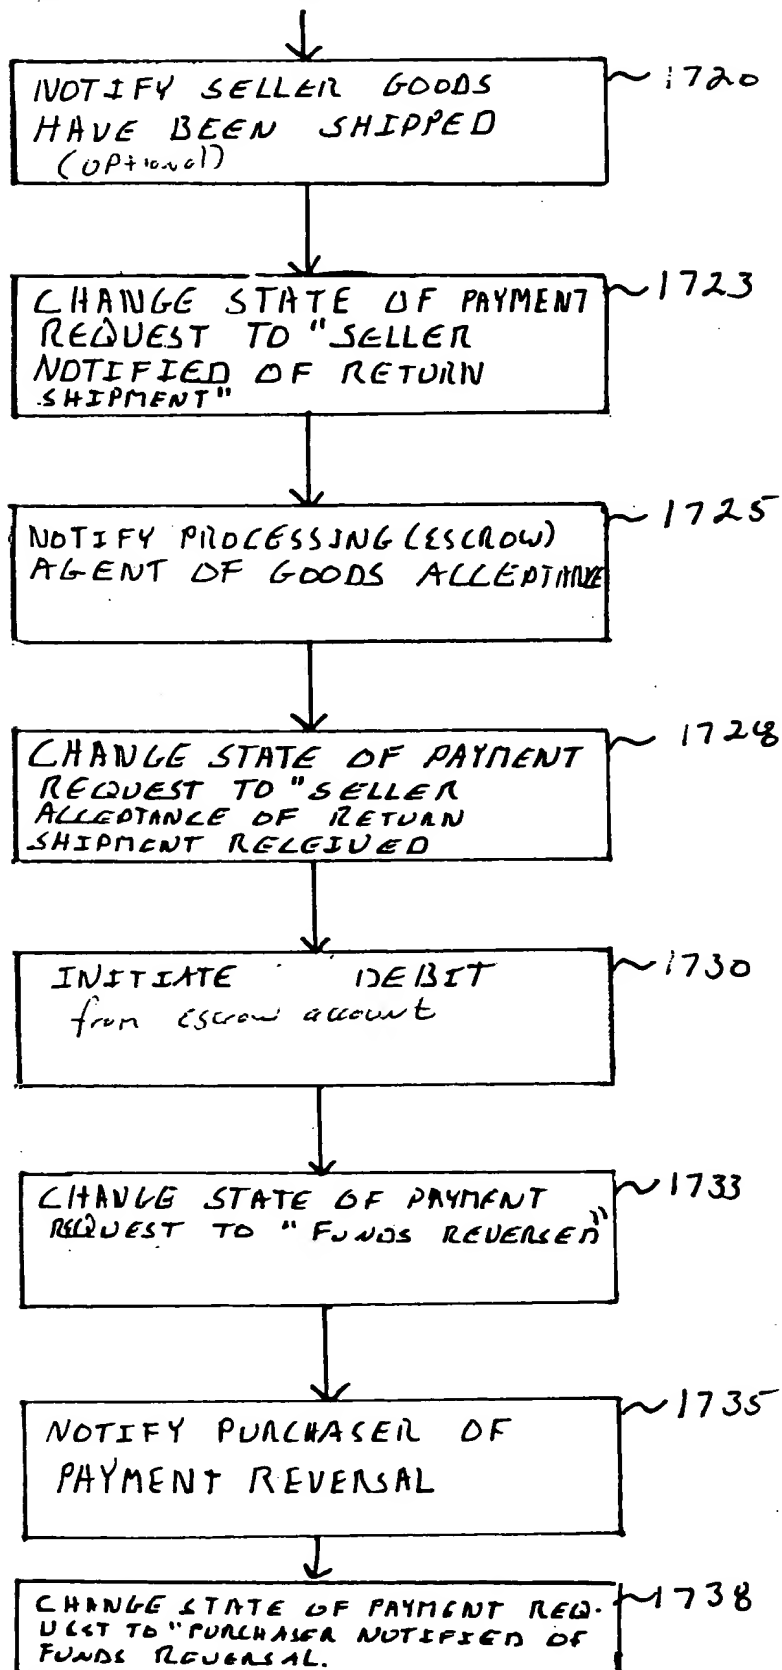 NOTIFY SELLER GOODS
HAVE BEEN SHIPPED
(Optional)
1720
CHANGE STATE OF PAYMENT
REQUEST TO "SELLER
NOTIFIED OF RETURN
SHIPMENT"
1723
NOTIFY PROCESSING (ESCROW)
AGENT OF GOODS ACCEPTANCE
1725
CHANGE STATE OF PAYMENT
REQUEST TO "SELLER
ACCEPTANCE OF RETURN
SHIPMENT RECEIVED
1728
INITIATE DEBIT
from escrow account
1730
CHANGE STATE OF PAYMENT
REQUEST TO "FUNDS REVERSED"
1733
NOTIFY PURCHASER OF
PAYMENT REVERSAL
1735
CHANGE STATE OF PAYMENT REQ-
UEST TO "PURCHASER NOTIFIED OF
FUNDS REVERSAL.
1738